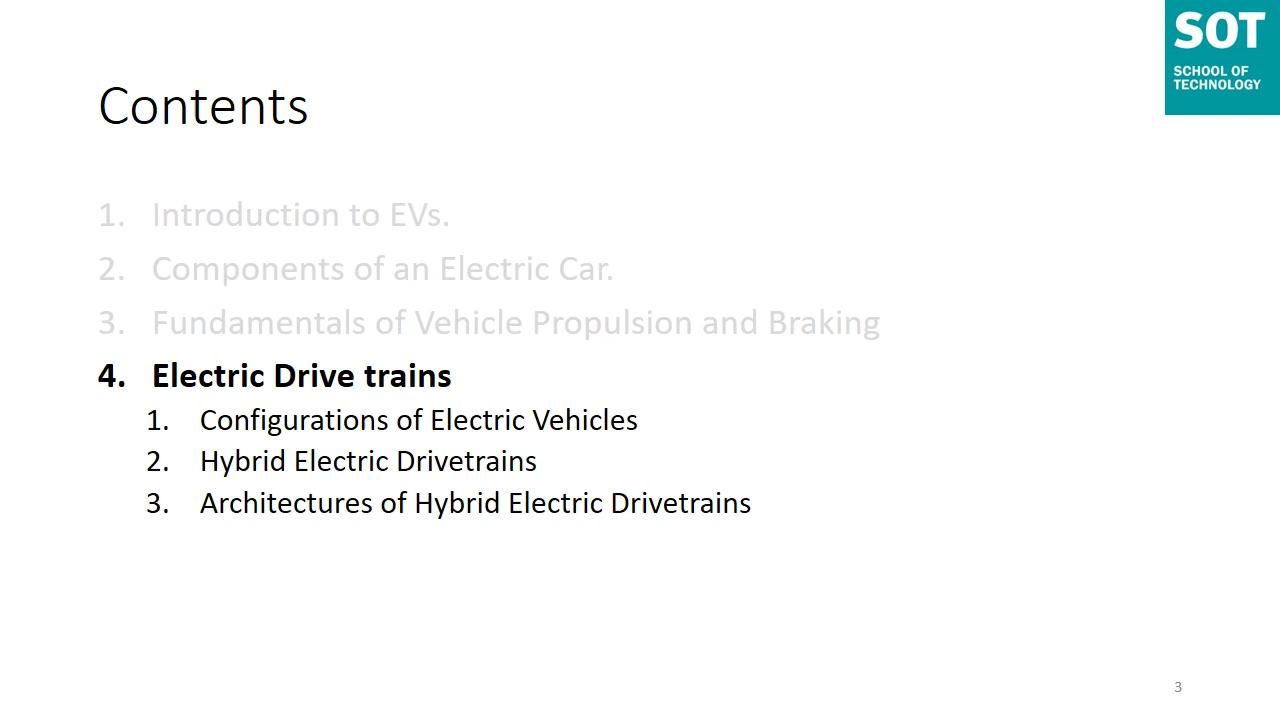 SOT
SCHOOL OF
TECHNOLOGY
Contents
1. Introduction to EVs.
2. Components of an Electric Car.
3. Fundamentals of Vehicle Propulsion and Braking
4. Electric Drive trains
1. Configurations of Electric Vehicles
2. Hybrid Electric Drivetrains
3. Architectures of Hybrid Electric Drivetrains
3